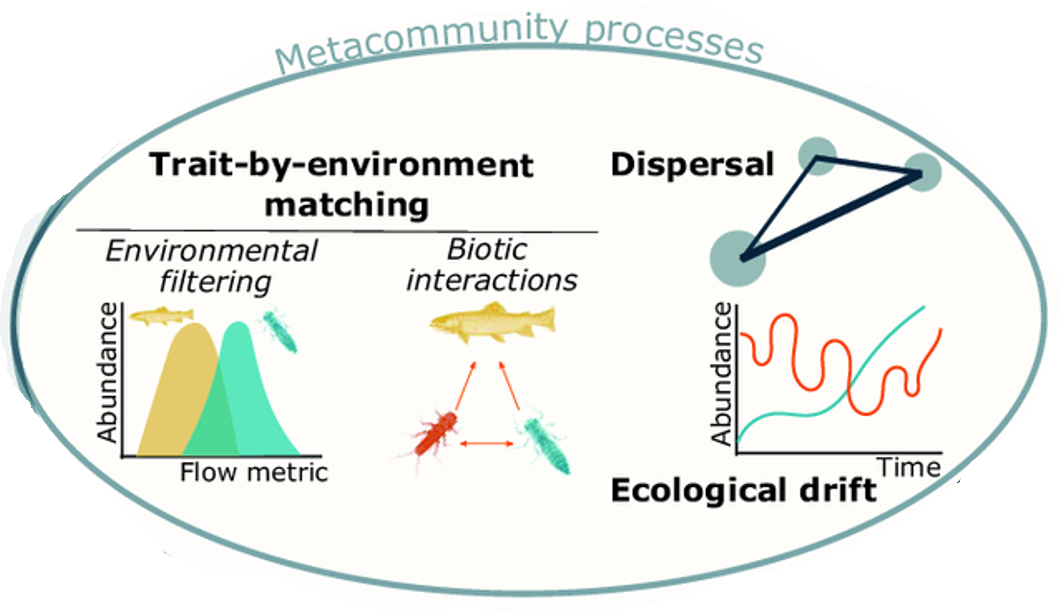 Metacommunity processes
Trait-by-environment
matching
Environmental
filtering
Biotic
interactions
Abundance
Flow metric
Dispersal
Abundance
Time
Ecological drift